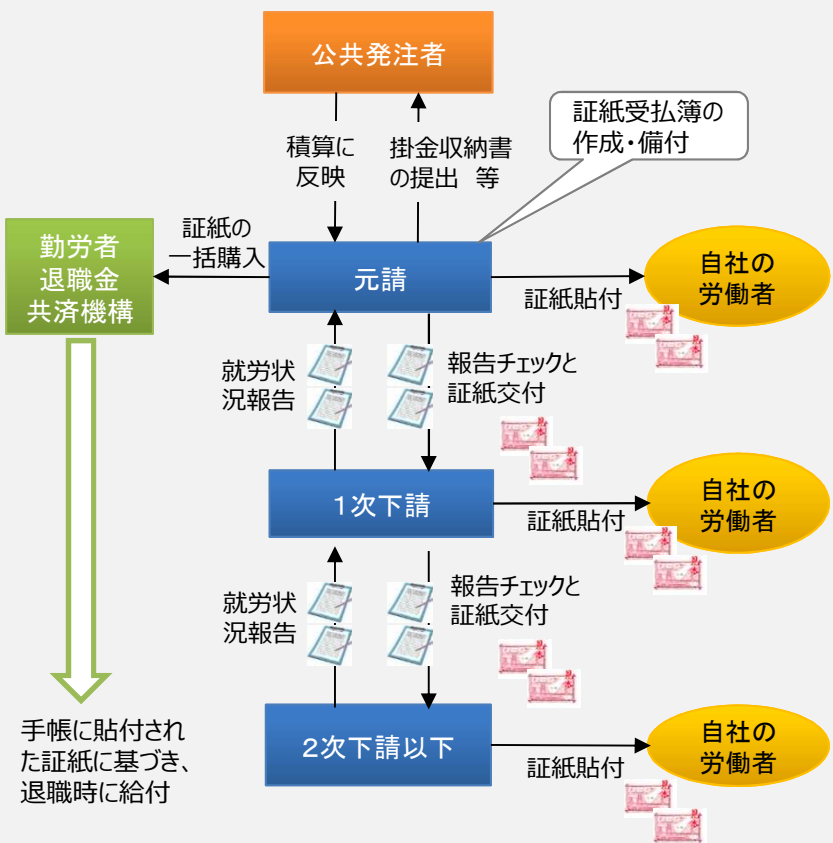 公共発注者
証紙受払簿の
作成・備付
積算に
反映
掛金収納書
の提出 等
証紙の
一括購入
勤労者
退職金
共済機構
元請
証紙貼付
自社の
労働者
就労状
況報告
報告チェックと
証紙交付
1次下請
証紙貼付
自社の
労働者
就労状
況報告
報告チェックと
証紙交付
2次下請以下
証紙貼付
自社の
労働者
手帳に貼付され
た証紙に基づき、
退職時に給付